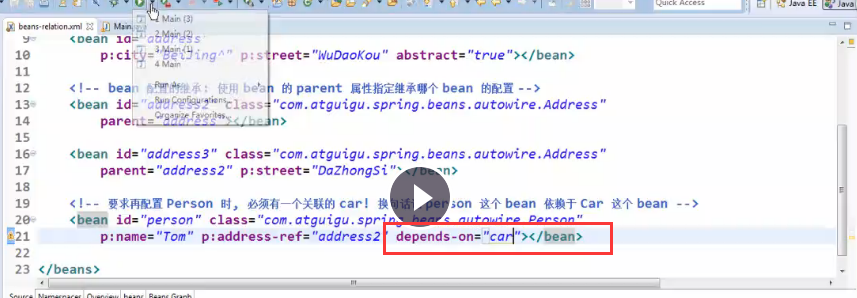 Quick Access
Java EE
Java
beans-relation.xml
Main.
1 Main (3)
2 Main (2)
3 Main (1)
4 Main
Run As
Run Configurations...
Organize Favorites...
9 <bean id="address"
10 p:city="BeiJing^" p:street="WuDaoKou" abstract="true"></bean>
11
12 <!-- bean 配置的继承: 使用 bean 的 parent 属性指定继承哪个 bean 的配置 -->
13 <bean id="address2" class="com.atguigu.spring.beans.autowire.Address"
14 parent="address"></bean>
15
16 <bean id="address3" class="com.atguigu.spring.beans.autowire.Address"
17 parent="address2" p:street="DaZhongSi"></bean>
18
19 <!-- 要求再配置 Person 时, 必须有一个关联的 car! 换句话 person 这个 bean 依赖于 Car 这个 bean -->
20 <bean id="person" class="com.atguigu.spring.beans.autowire.Person"
21 p:name="Tom" p:address-ref="address2" depends-on="car"></bean>
22
23 </beans>
Source Namespaces Overview beans Beans Graph